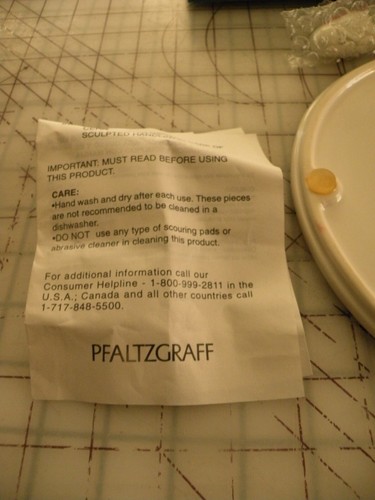 SCULPTED
IMPORTANT: MUST READ BEFORE USING
THIS PRODUCT.
CARE:
•Hand wash and dry after each use. These pieces
are not recommended to be cleaned in a
dishwasher.
•DO NOT use any type of scouring pads or
abrasive cleaner in cleaning this product.
For additional information call our
Consumer Helpline - 1-800-999-2811 in the
U.S.A.; Canada and all other countries call
1-717-848-5500.
PFALTZGRAFF